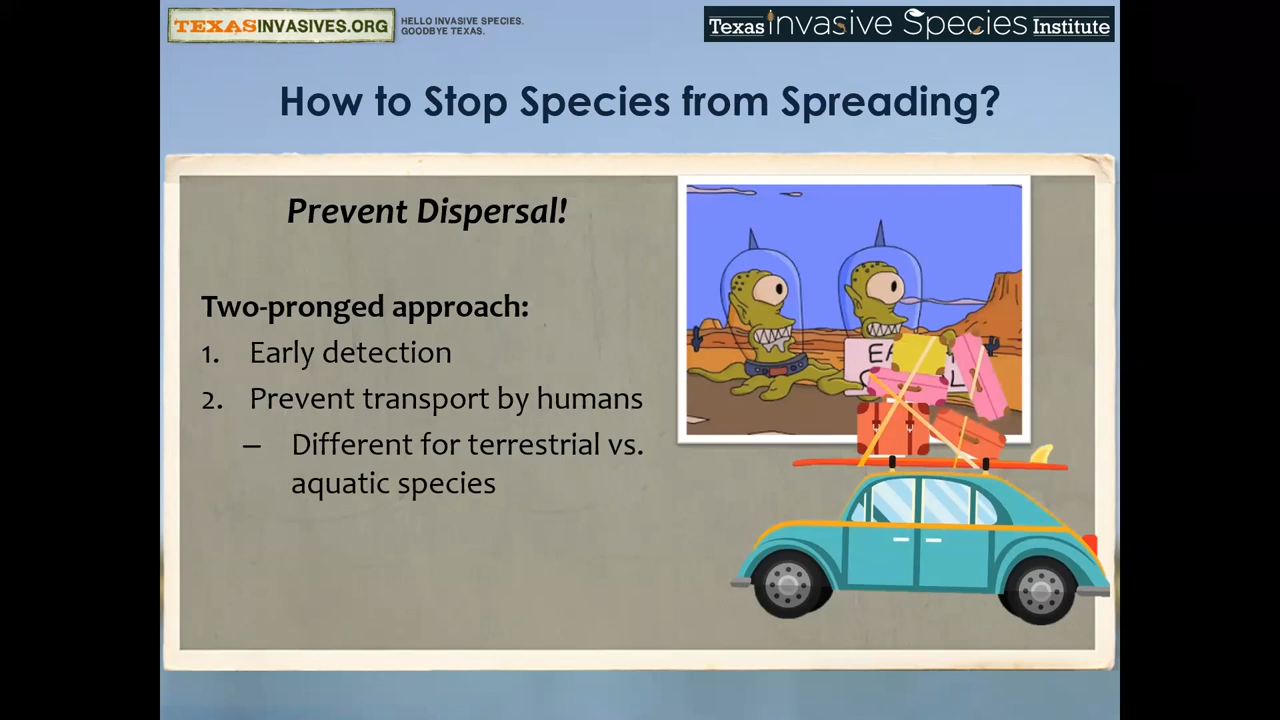 TEXASINVASIVES.ORG
HELLO INVASIVE SPECIES.
GOODBYE TEXAS.
Texas Invasive Species Institute
How to Stop Species from Spreading?
Prevent Dispersal!
Two-pronged approach:
1. Early detection
2. Prevent transport by humans
– Different for terrestrial vs.
aquatic species